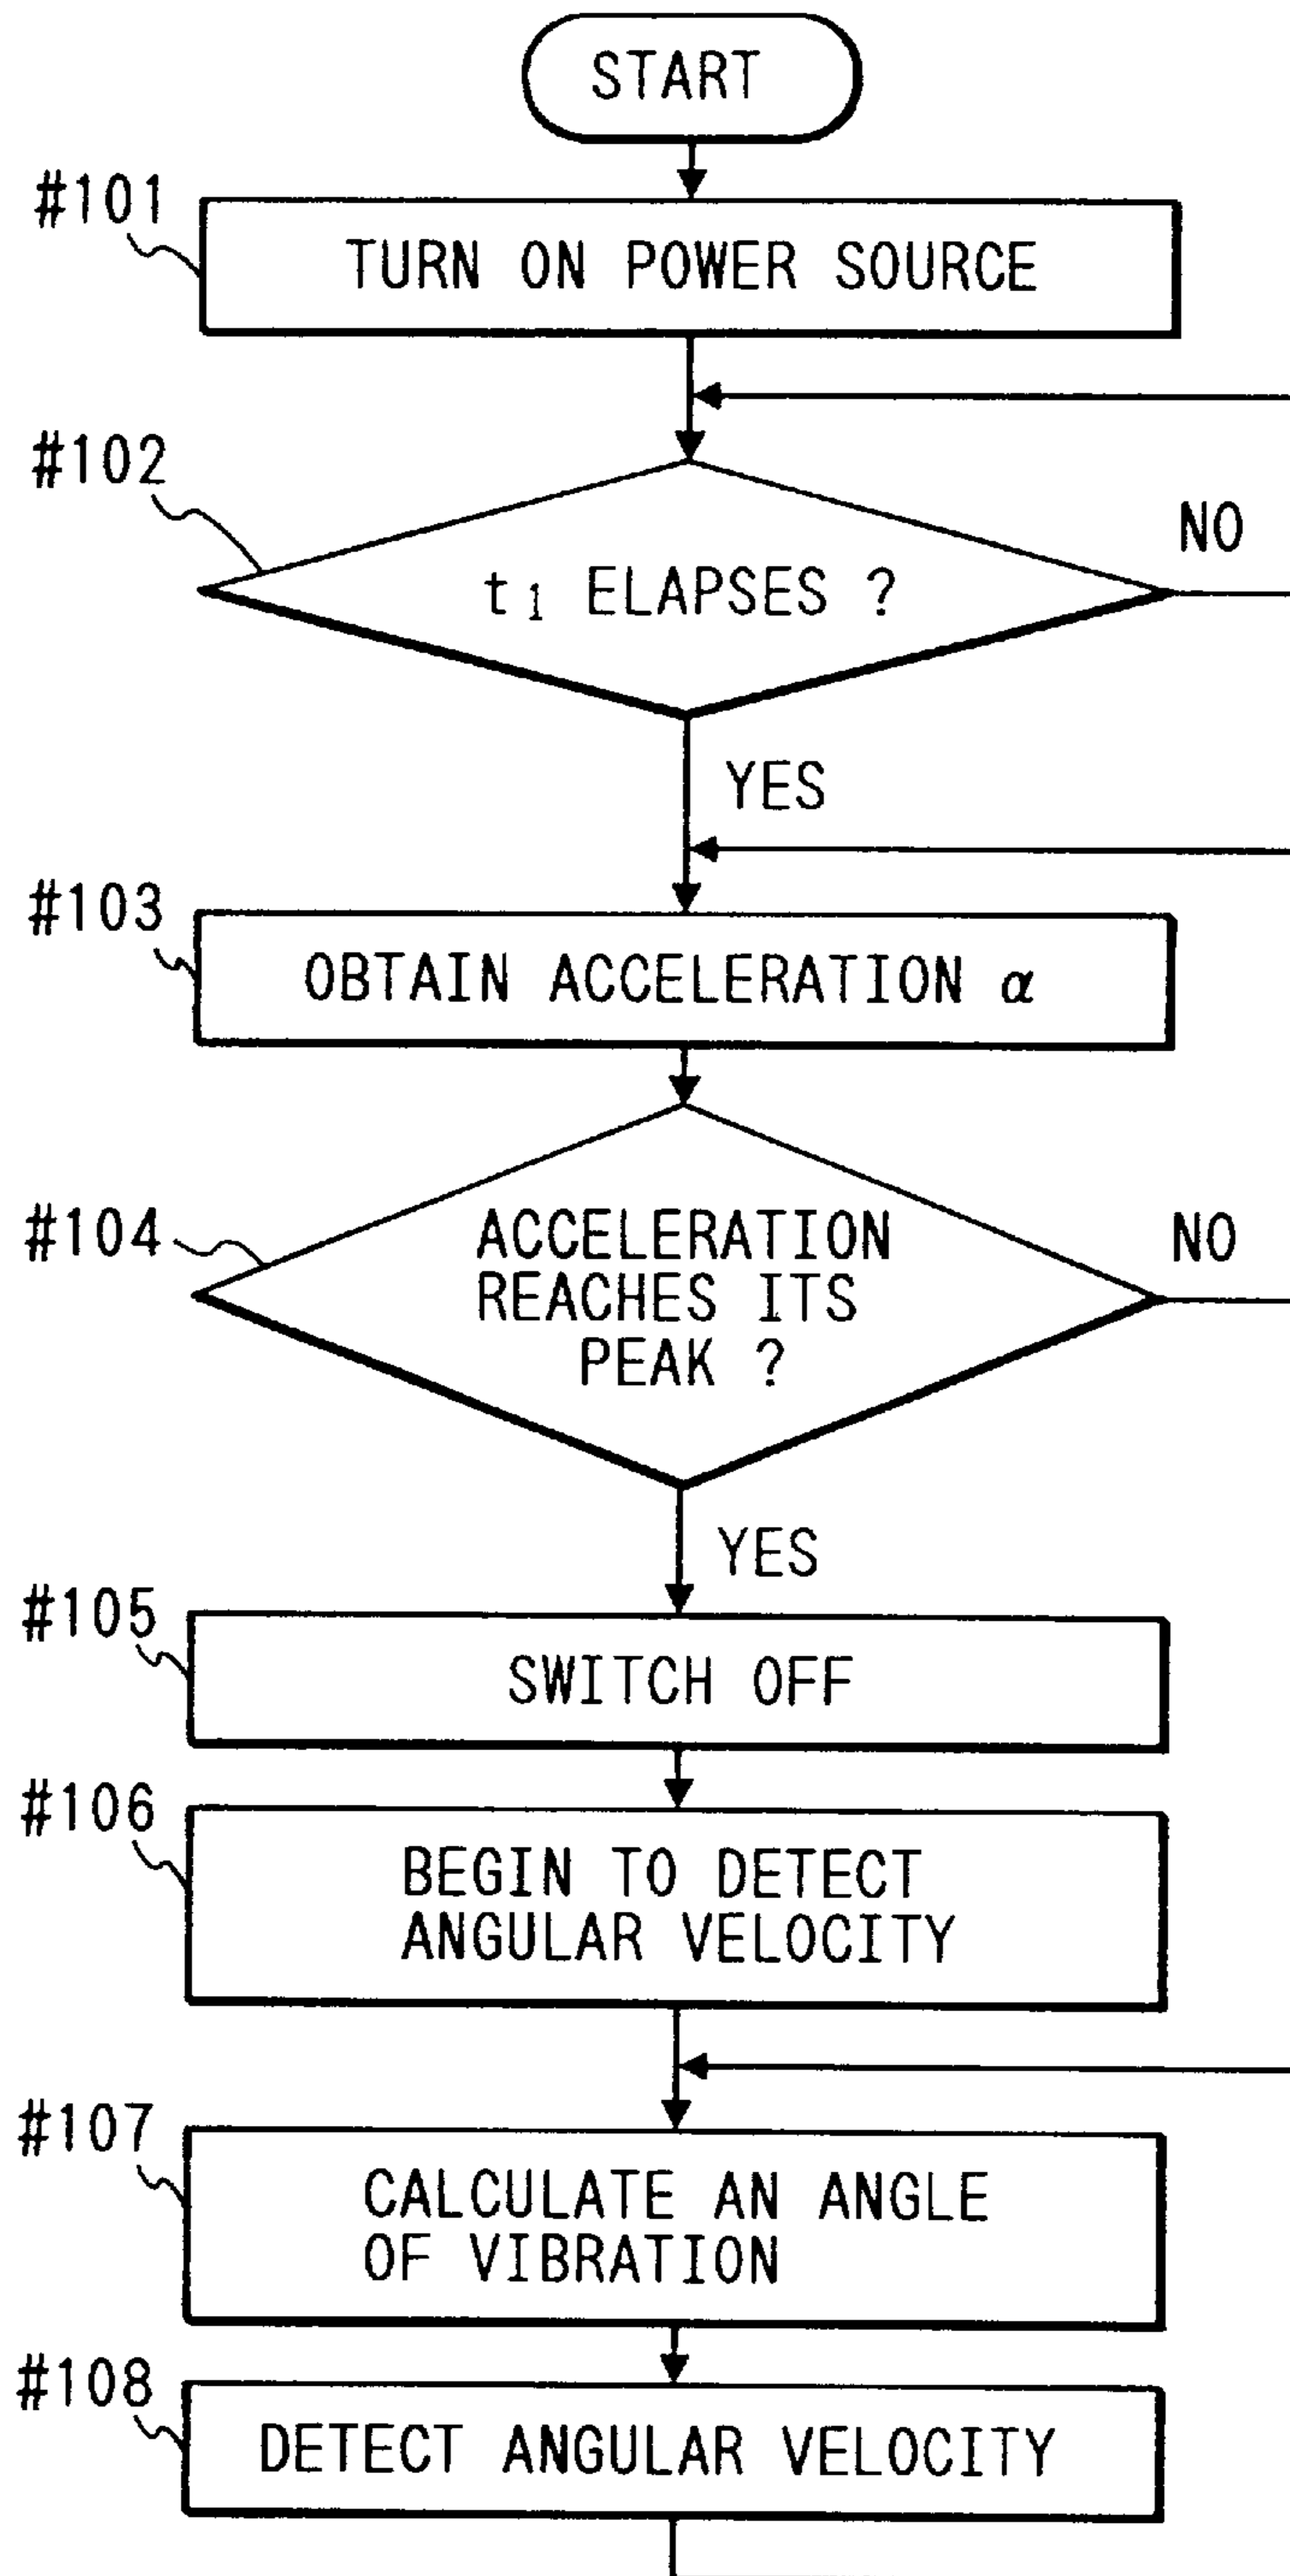 START
#101
TURN ON POWER SOURCE
#102
t₁ ELAPSES ?
NO
YES
#103
OBTAIN ACCELERATION α
#104
ACCELERATION
REACHES ITS
PEAK ?
NO
YES
#105
SWITCH OFF
#106
BEGIN TO DETECT
ANGULAR VELOCITY
#107
CALCULATE AN ANGLE
OF VIBRATION
#108
DETECT ANGULAR VELOCITY